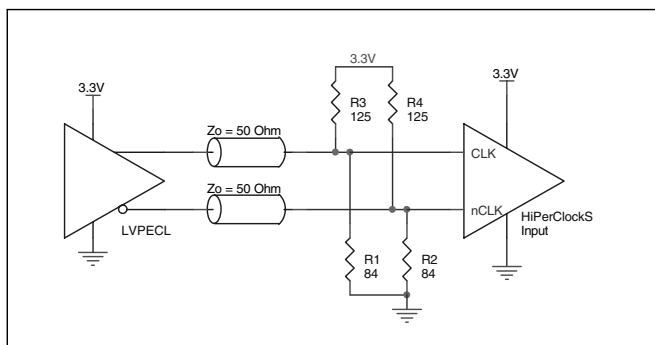 3.3V
3.3V
3.3V
R3
125
R4
125
Zo = 50 Ohm
CLK
Zo = 50 Ohm
nCLK
HiPerClockS
Input
LVPECL
R1
84
R2
84